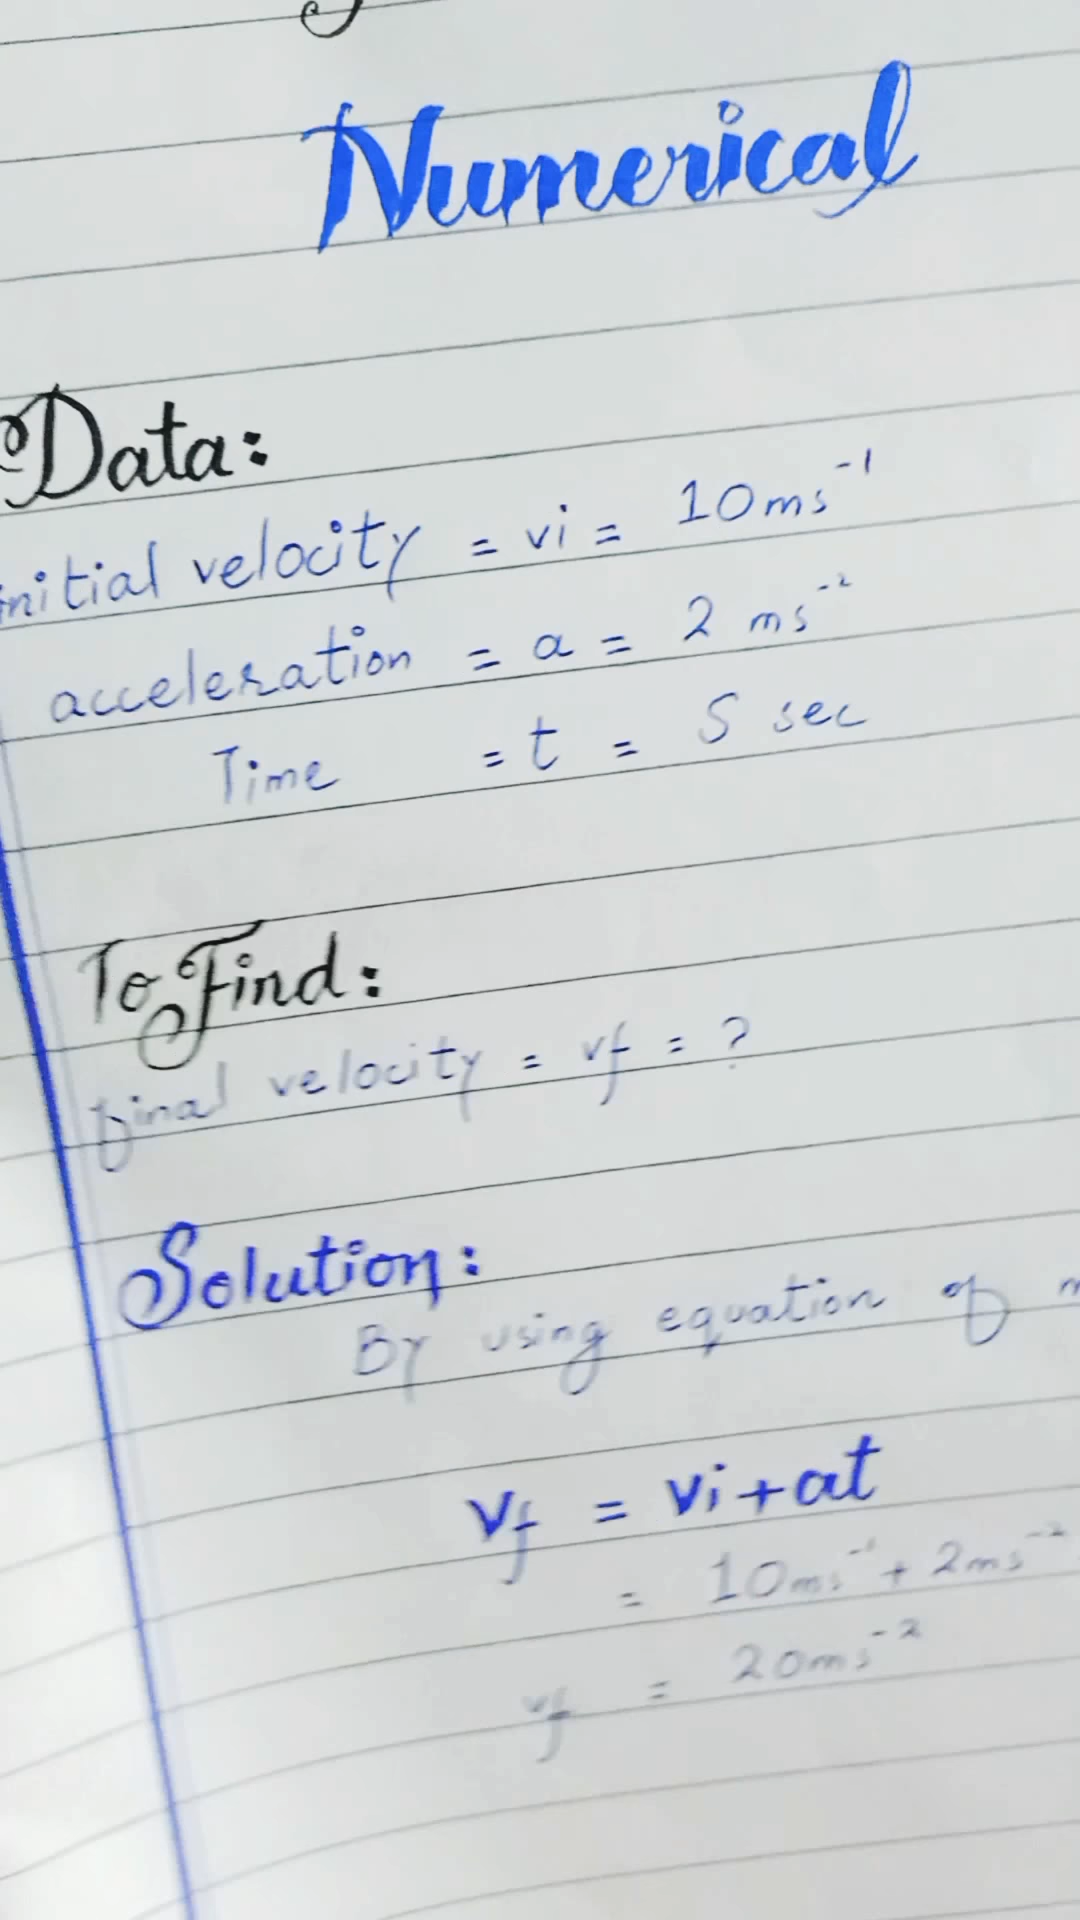 Numerical
Data:
initial velocity = vi = 10ms⁻¹
acceleration = a = 2 ms⁻²
Time = t = 5 sec
To Find:
final velocity = vf = ?
Solution:
By using equation of
vf = vi+at
= 10ms⁻¹ + 2ms⁻²
vf = 20ms⁻²